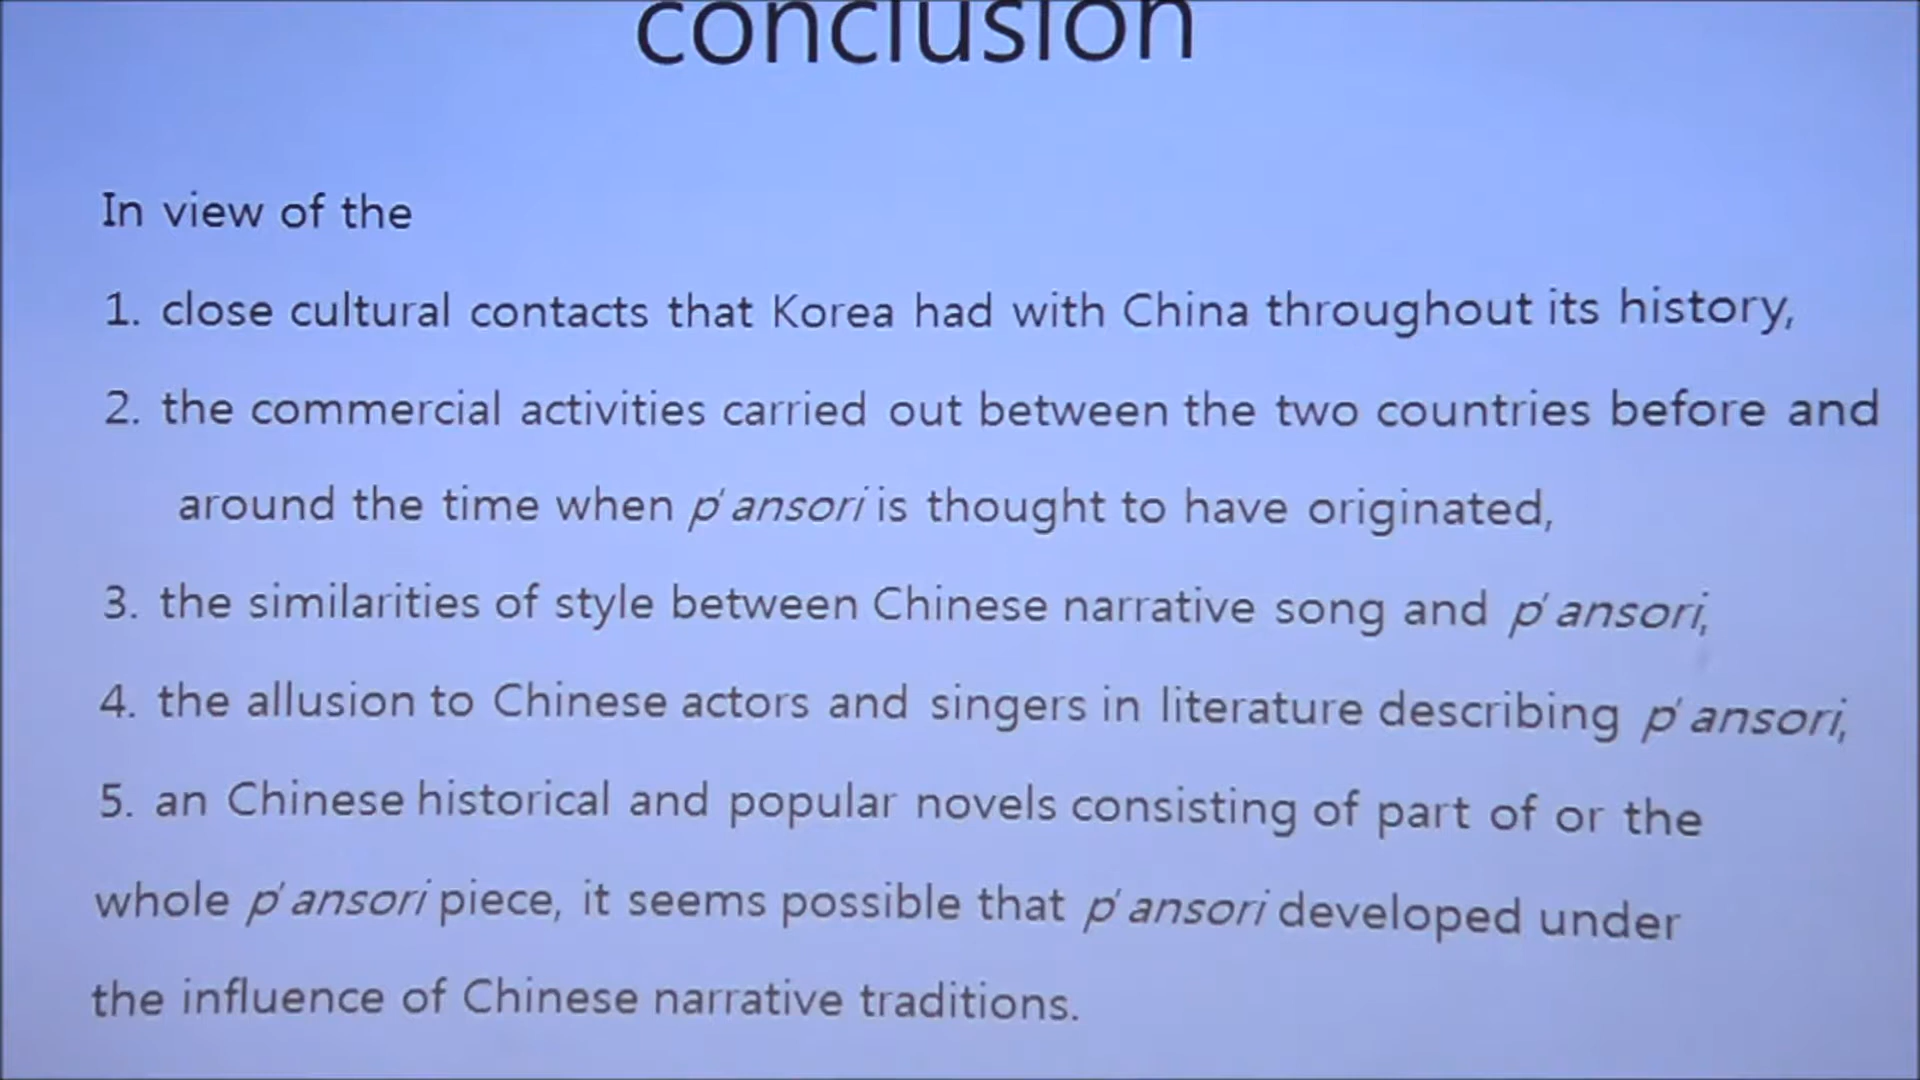 conclusion
In view of the
1. close cultural contacts that Korea had with China throughout its history,
2. the commercial activities carried out between the two countries before and
around the time when p'ansori is thought to have originated,
3. the similarities of style between Chinese narrative song and p'ansori,
4. the allusion to Chinese actors and singers in literature describing p'ansori,
5. an Chinese historical and popular novels consisting of part of or the
whole p'ansori piece, it seems possible that p'ansori developed under
the influence of Chinese narrative traditions.